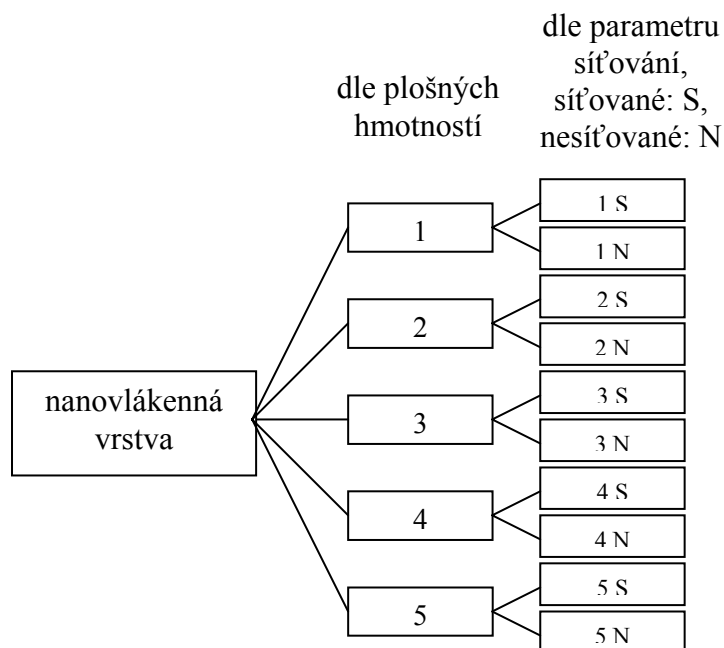 dle parametru
síťování,
síťované: S,
nesíťované: N
dle plošných
hmotností
1
1 S
1 N
2
2 S
2 N
nanovlákenná
vrstva
3
3 S
3 N
4
4 S
4 N
5
5 S
5 N